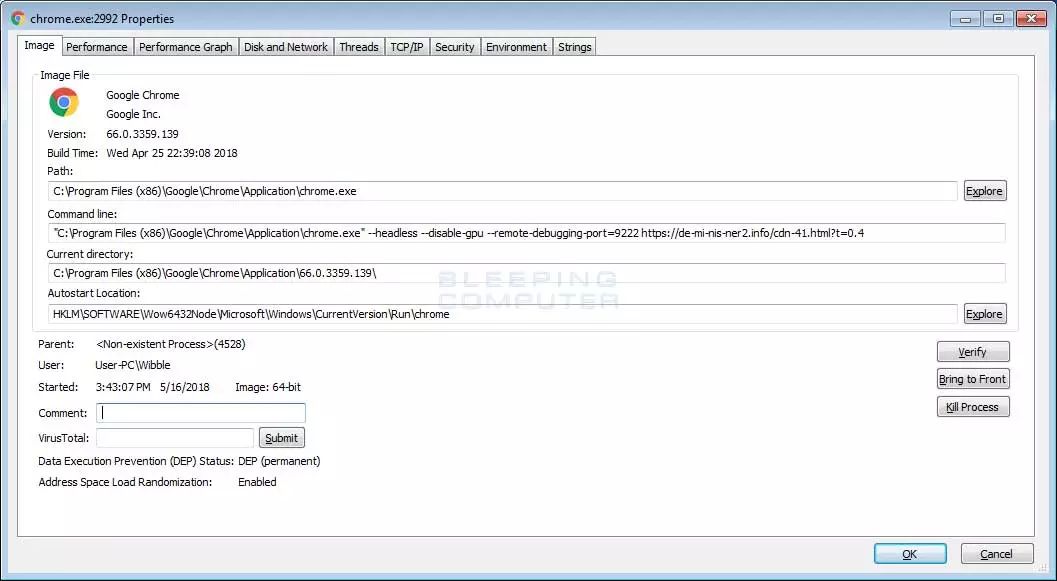 chrome.exe:2992 Properties
Image Performance Performance Graph Disk and Network Threads TCP/IP Security Environment Strings
Image File
Google Chrome
Google Inc.
Version: 66.0.3359.139
Build Time: Wed Apr 25 22:39:08 2018
Path:
C:\Program Files (x86)\Google\Chrome\Application\chrome.exe Explore
Command line:
"C:\Program Files (x86)\Google\Chrome\Application\chrome.exe" --headless --disable-gpu --remote-debugging-port=9222 https://de-mi-nis-ner2.info/cdn-41.html?t=0.4
Current directory:
C:\Program Files (x86)\Google\Chrome\Application\66.0.3359.139\
BLEEPING
COMPUTER
Autostart Location:
HKLM\SOFTWARE\Wow6432Node\Microsoft\Windows\CurrentVersion\Run\chrome Explore
Parent: <Non-existent Process>(4528) Verify
User: User-PC\Wibble
Started: 3:43:07 PM 5/16/2018 Image: 64-bit Bring to Front
Comment: Kill Process
VirusTotal: Submit
Data Execution Prevention (DEP) Status: DEP (permanent)
Address Space Load Randomization: Enabled
OK Cancel